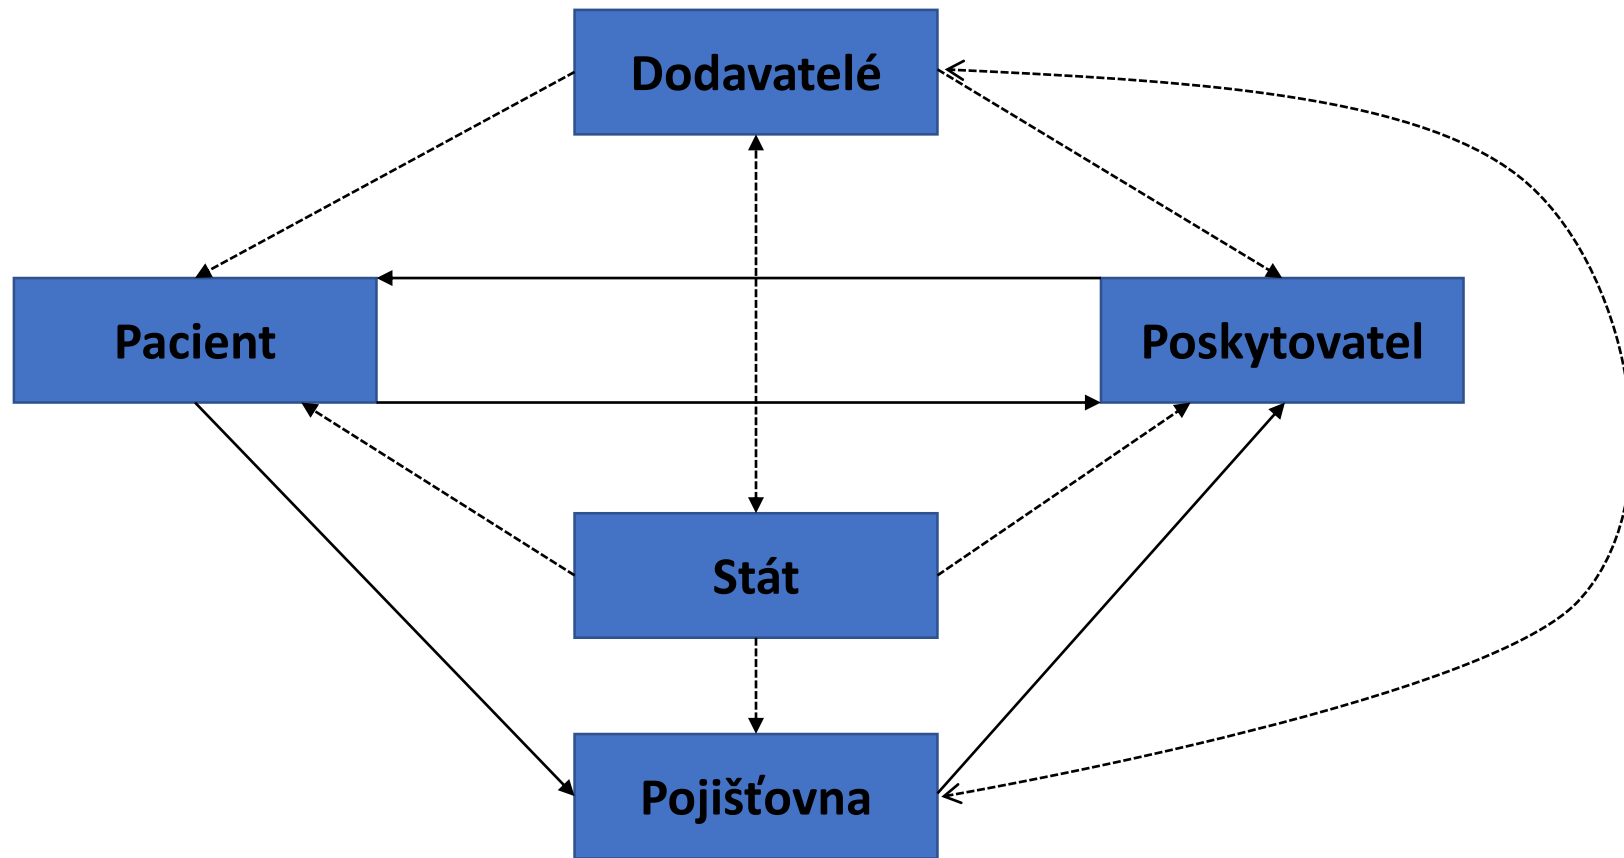 Dodavatelé
Pacient
Poskytovatel
Stát
Pojišťovna